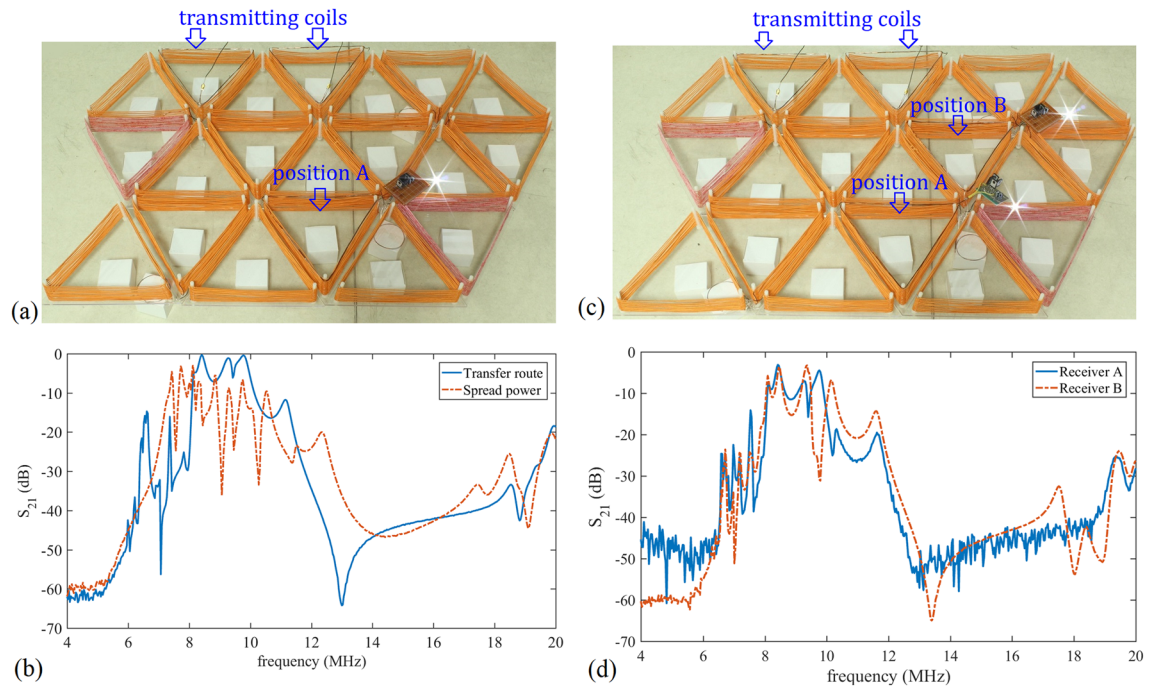 transmitting coils
position A
(a)
transmitting coils
position B
position A
(c)
0
-10
-20
-30
-40
-50
-60
-70
S21 (dB)
Transfer route
Spread power
4
6
8
10
12
14
16
18
20
frequency (MHz)
(b)
0
-10
-20
-30
-40
-50
-60
-70
S21 (dB)
Receiver A
Receiver B
4
6
8
10
12
14
16
18
20
frequency (MHz)
(d)